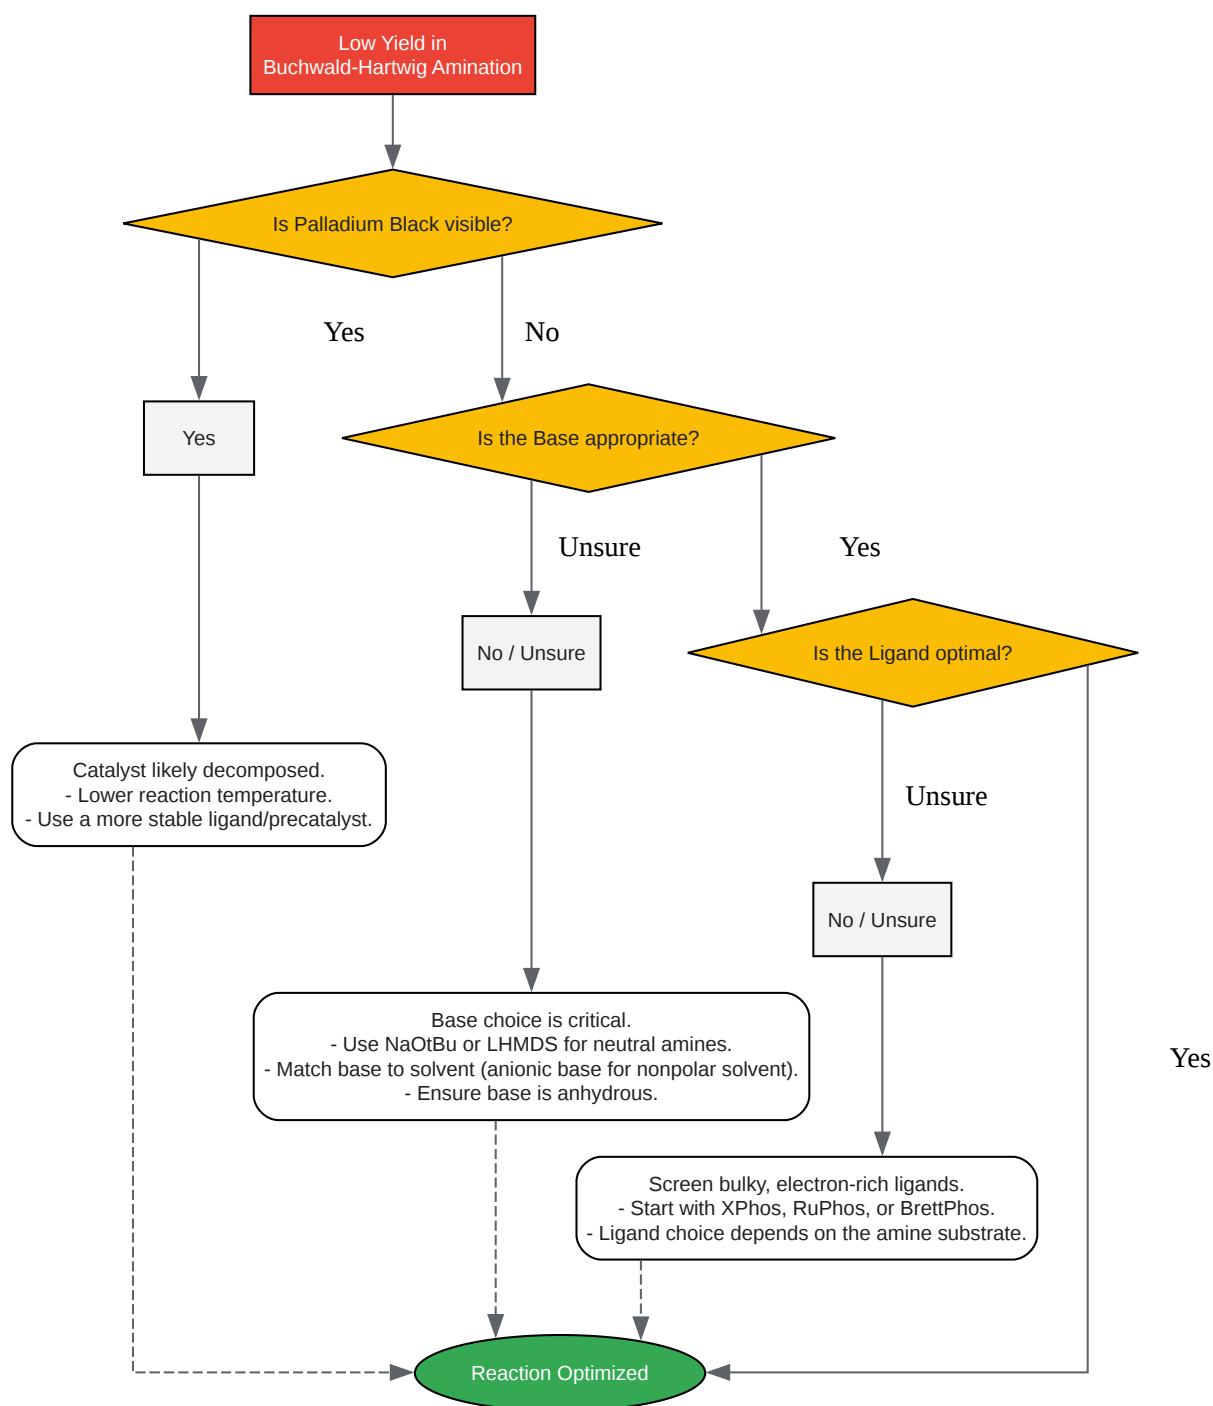 Low Yield in
Buchwald-Hartwig Amination
Is Palladium Black visible?
Yes
No
Yes
Is the Base appropriate?
Unsure
Yes
No / Unsure
Is the Ligand optimal?
Catalyst likely decomposed.
- Lower reaction temperature.
- Use a more stable ligand/precatalyst.
Unsure
No / Unsure
Base choice is critical.
- Use NaOtBu or LHMDS for neutral amines.
- Match base to solvent (anionic base for nonpolar solvent).
- Ensure base is anhydrous.
Yes
Screen bulky, electron-rich ligands.
- Start with XPhos, RuPhos, or BrettPhos.
- Ligand choice depends on the amine substrate.
Reaction Optimized